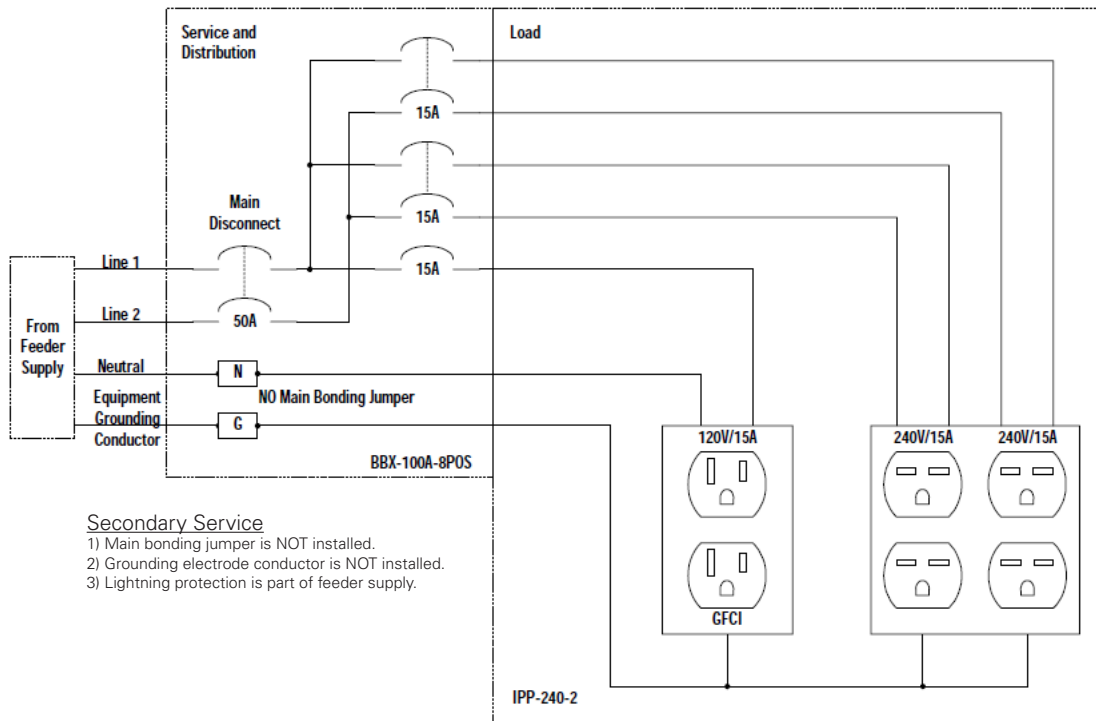 Service and
Distribution
Load
15A
15A
Main
Disconnect
15A
Line 1
Line 2
50A
From
Feeder
Supply
Neutral
N
NO Main Bonding Jumper
Equipment
Grounding
Conductor
G
BBX-100A-8POS
120V/15A
240V/15A
240V/15A
GFCI
Secondary Service
1) Main bonding jumper is NOT installed.
2) Grounding electrode conductor is NOT installed.
3) Lightning protection is part of feeder supply.
IPP-240-2